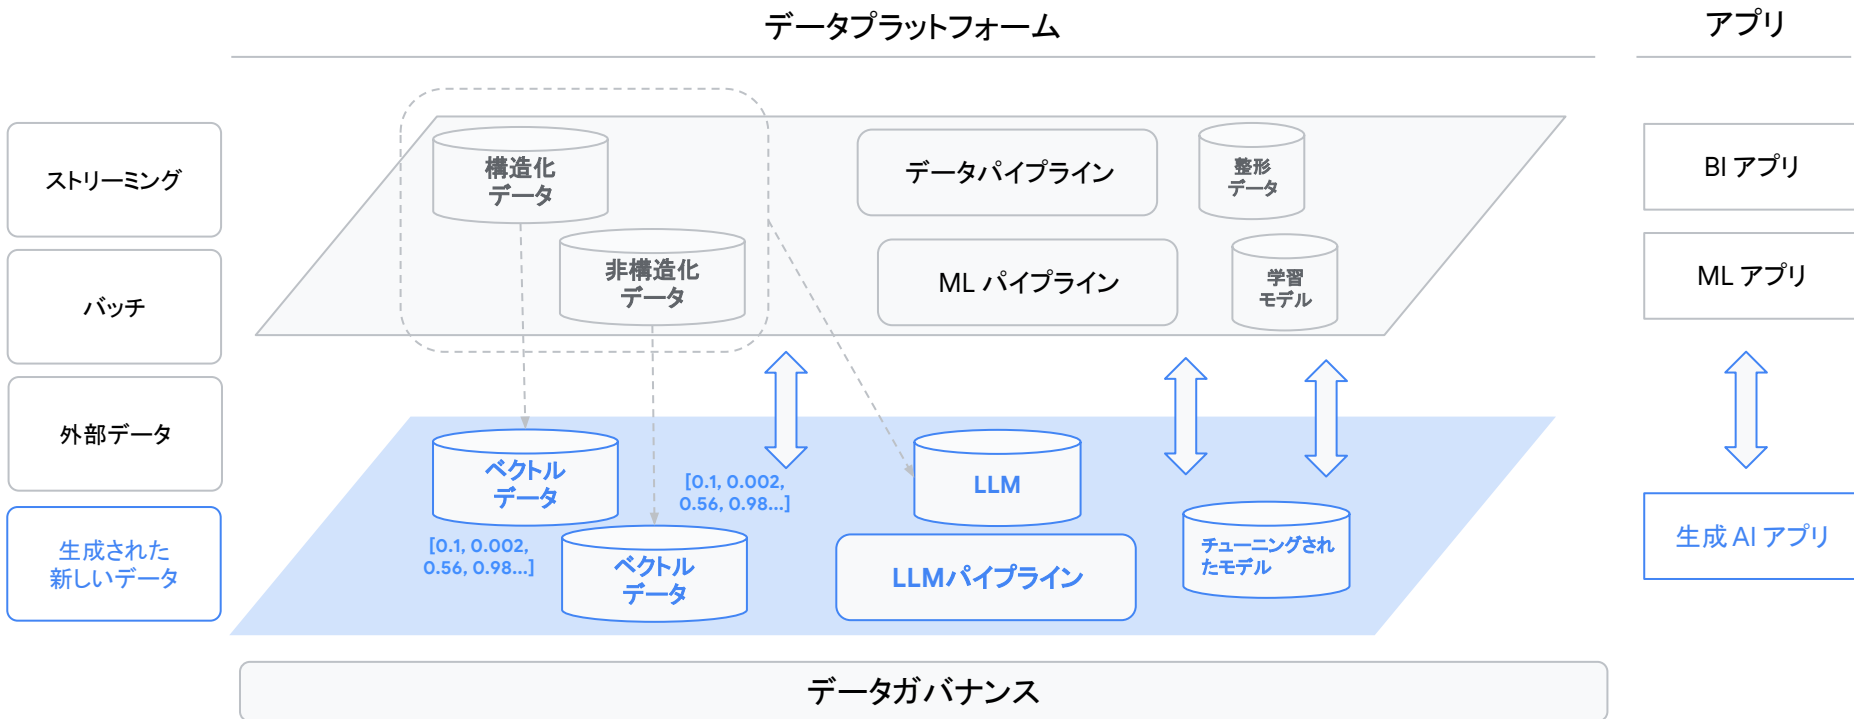 データプラットフォーム
アプリ
ストリーミング
バッチ
外部データ
生成された
新しいデータ
構造化
データ
非構造化
データ
データパイプライン
ML パイプライン
整形
データ
学習
モデル
ベクトル
データ
[0.1, 0.002,
0.56, 0.98...]
ベクトル
データ
[0.1, 0.002,
0.56, 0.98...]
LLM
LLMパイプライン
チューニングされ
たモデル
BI アプリ
ML アプリ
生成 AI アプリ
データガバナンス